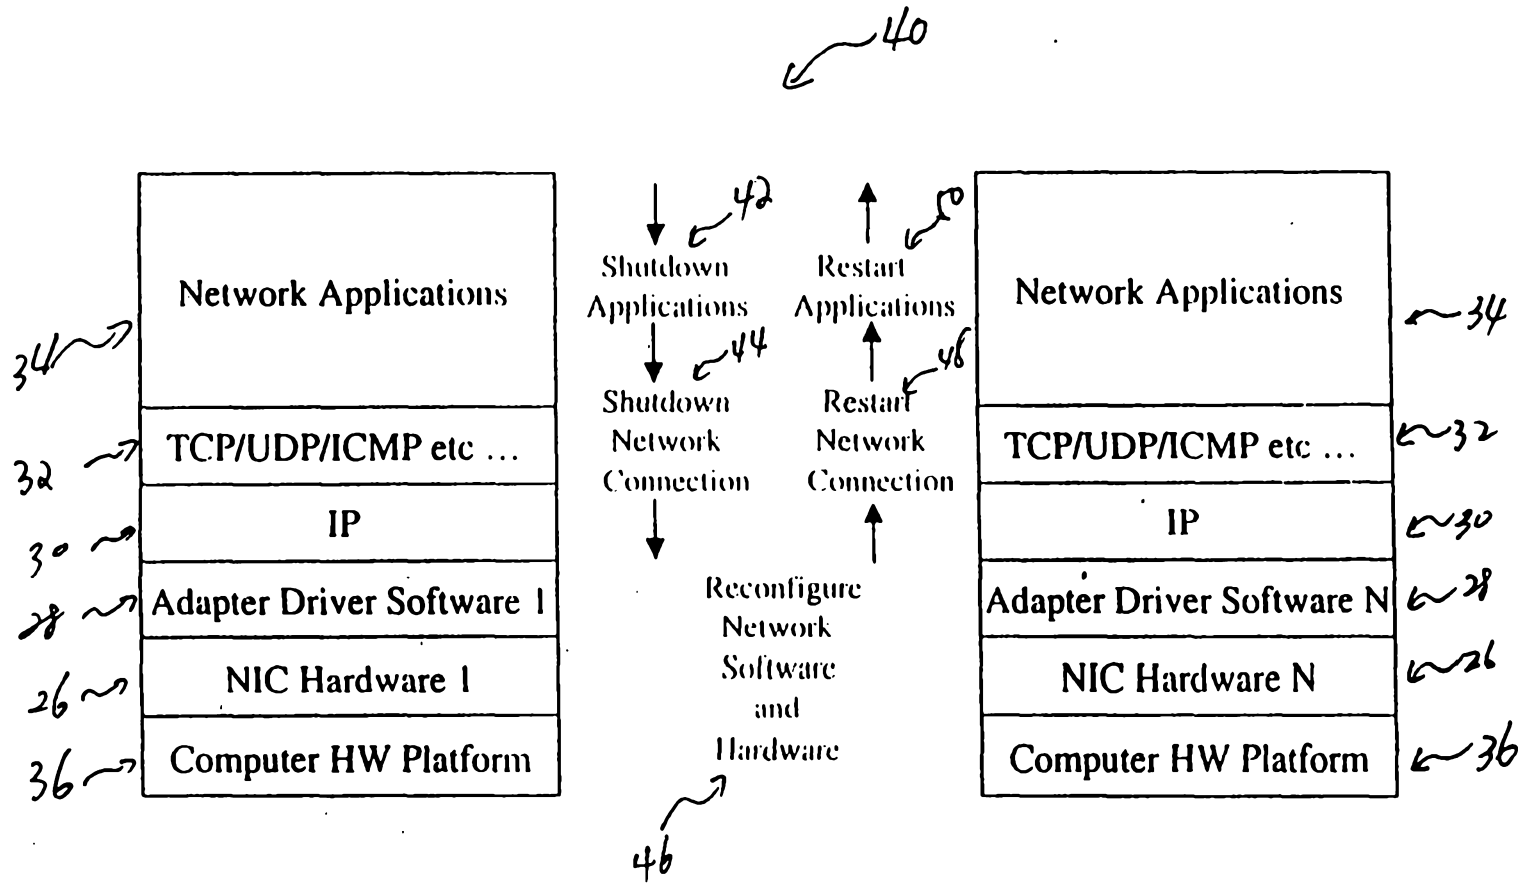 40
Network Applications
34
TCP/UDP/ICMP etc ...
32
IP
30
Adapter Driver Software 1
28
NIC Hardware 1
26
Computer HW Platform
36
42
Shutdown
Applications
44
Shutdown
Network
Connection
50
Restart
Applications
48
Restart
Network
Connection
Reconfigure
Network
Software
and
Hardware
46
Network Applications
34
TCP/UDP/ICMP etc ...
32
IP
30
Adapter Driver Software N
28
NIC Hardware N
26
Computer HW Platform
36